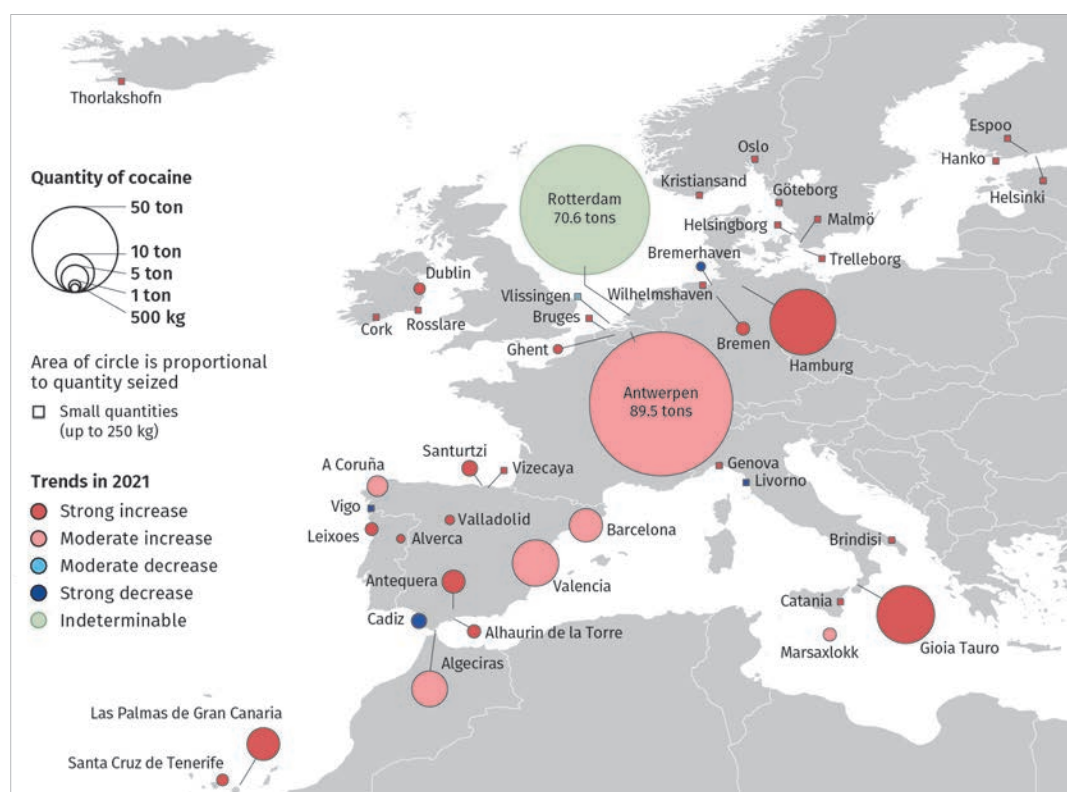 Thorlakshofn
Quantity of cocaine
50 ton
10 ton
5 ton
1 ton
500 kg
Area of circle is proportional
to quantity seized
Small quantities
(up to 250 kg)
Trends in 2021
Strong increase
Moderate increase
Moderate decrease
Strong decrease
Indeterminable
Rotterdam
70.6 tons
Oslo
Kristiansand
Göteborg
Helsingborg
Malmö
Bremerhaven
Trelleborg
Espoo
Hanko
Helsinki
Dublin
Cork
Rosslare
Vlissingen
Bruges
Ghent
Wilhelmshaven
Bremen
Hamburg
Antwerpen
89.5 tons
Santurtzi
Vizecaya
A Coruña
Vigo
Leixoes
Valladolid
Alverca
Barcelona
Antequera
Valencia
Cadiz
Alhaurin de la Torre
Algeciras
Genova
Livorno
Brindisi
Catania
Marsaxlokk
Gioia Tauro
Las Palmas de Gran Canaria
Santa Cruz de Tenerife